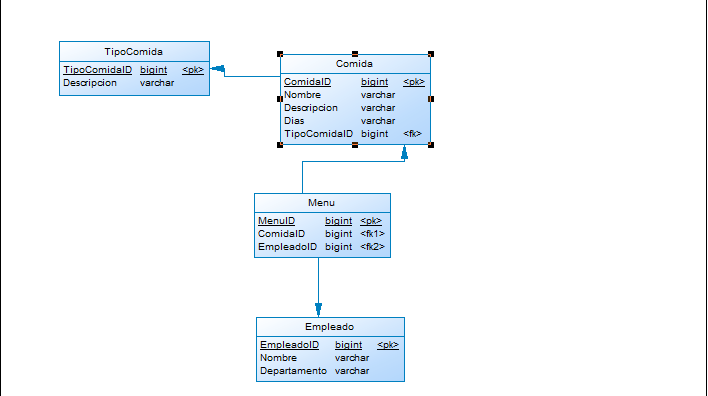 TipoComida
TipoComidaID bigint <pk>
Descripcion varchar
Comida
ComidaID bigint <pk>
Nombre varchar
Descripcion varchar
Dias varchar
TipoComidaID bigint <fk>
Menu
MenuID bigint <pk>
ComidaID bigint <fk1>
EmpleadoID bigint <fk2>
Empleado
EmpleadoID bigint <pk>
Nombre varchar
Departamento varchar